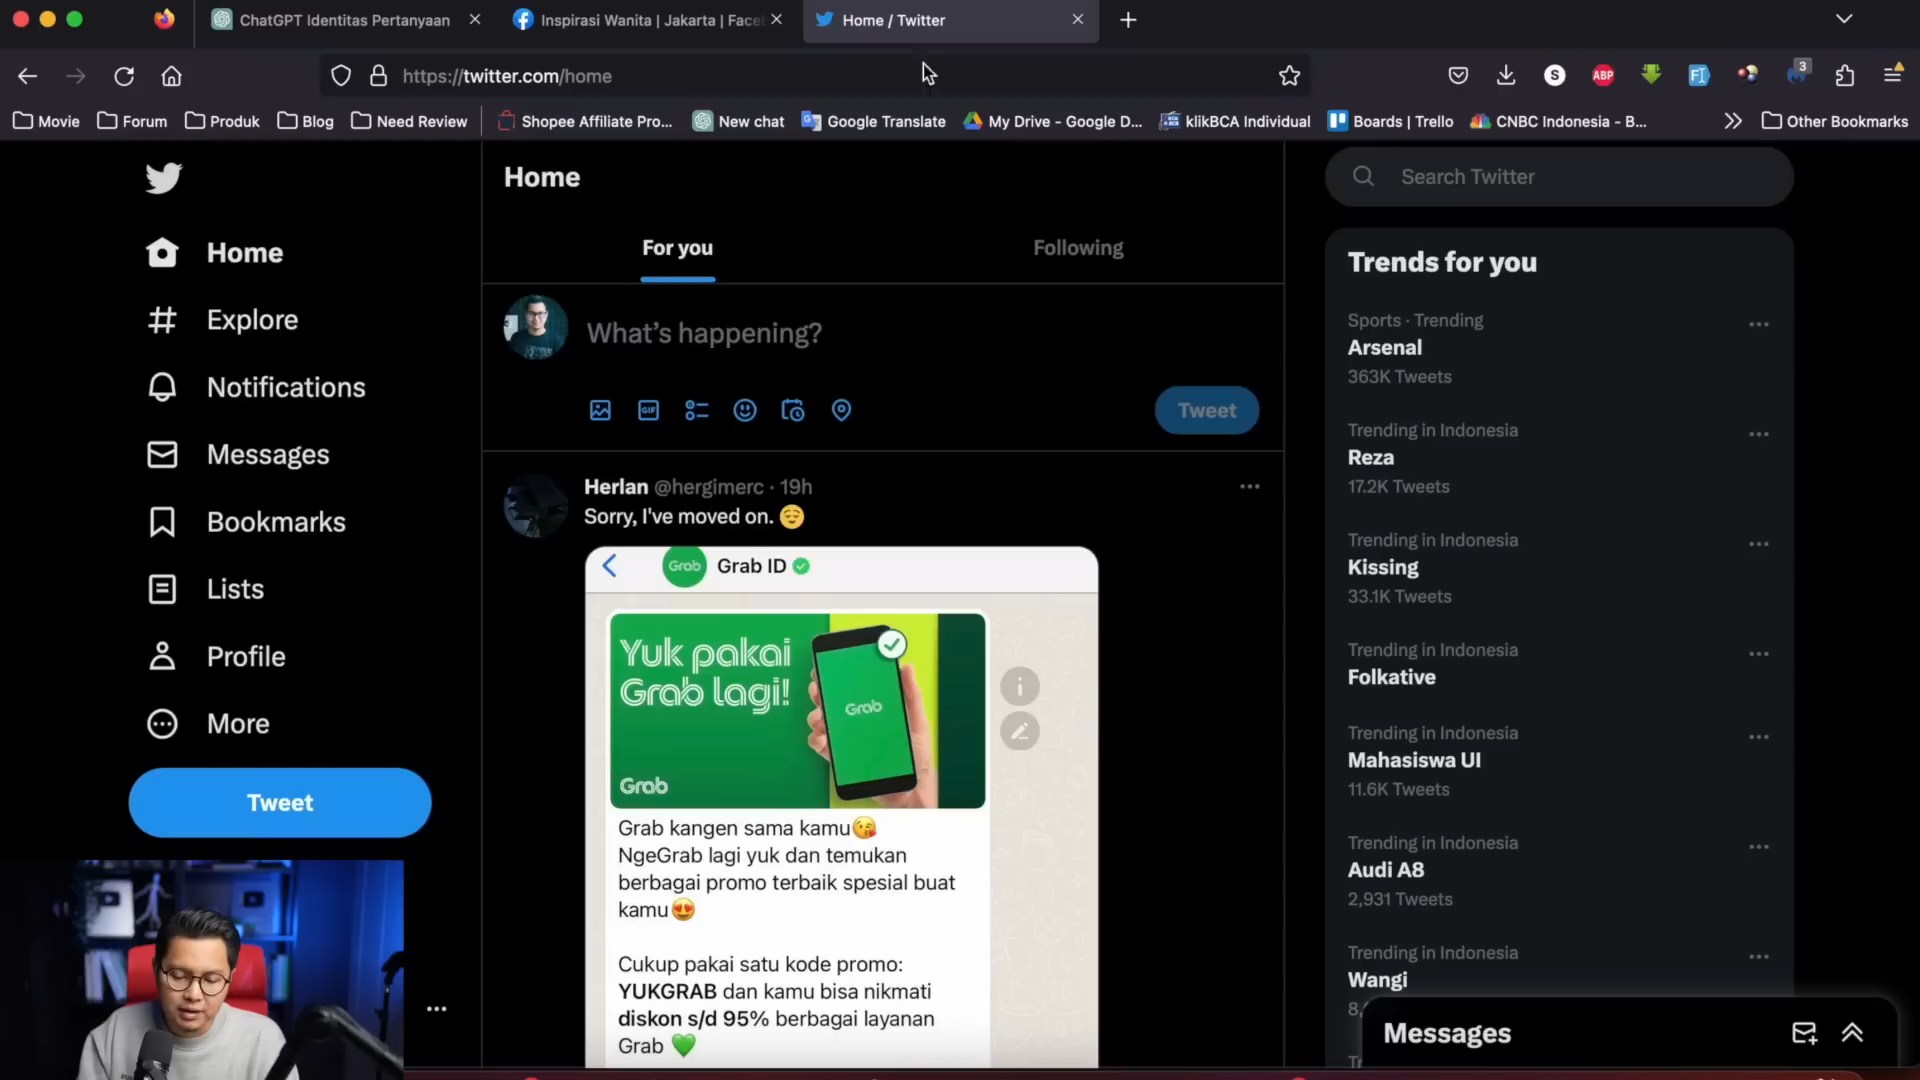 ChatGPT Identitas Pertanyaan
Inspirasi Wanita | Jakarta | Face
Home / Twitter
https://twitter.com/home
S
ABP
FI
3
Movie
Forum
Produk
Blog
Need Review
Shopee Affiliate Pro...
New chat
Google Translate
My Drive - Google D...
klikBCA Individual
Boards | Trello
CNBC Indonesia - B...
Other Bookmarks
Home
Explore
Notifications
Messages
Bookmarks
Lists
Profile
More
Tweet
Home
For you
Following
What's happening?
GIF
Tweet
Herlan @hergimerc · 19h
Sorry, I've moved on. 😌
Grab
Grab ID
Yuk pakai
Grab lagi!
Grab
Grab
Grab kangen sama kamu😘
NgeGrab lagi yuk dan temukan
berbagai promo terbaik spesial buat
kamu😍
Cukup pakai satu kode promo:
YUKGRAB dan kamu bisa nikmati
diskon s/d 95% berbagai layanan
Grab 💚
Search Twitter
Trends for you
Sports · Trending
Arsenal
363K Tweets
Trending in Indonesia
Reza
17.2K Tweets
Trending in Indonesia
Kissing
33.1K Tweets
Trending in Indonesia
Folkative
Trending in Indonesia
Mahasiswa UI
11.6K Tweets
Trending in Indonesia
Audi A8
2,931 Tweets
Trending in Indonesia
Wangi
Messages